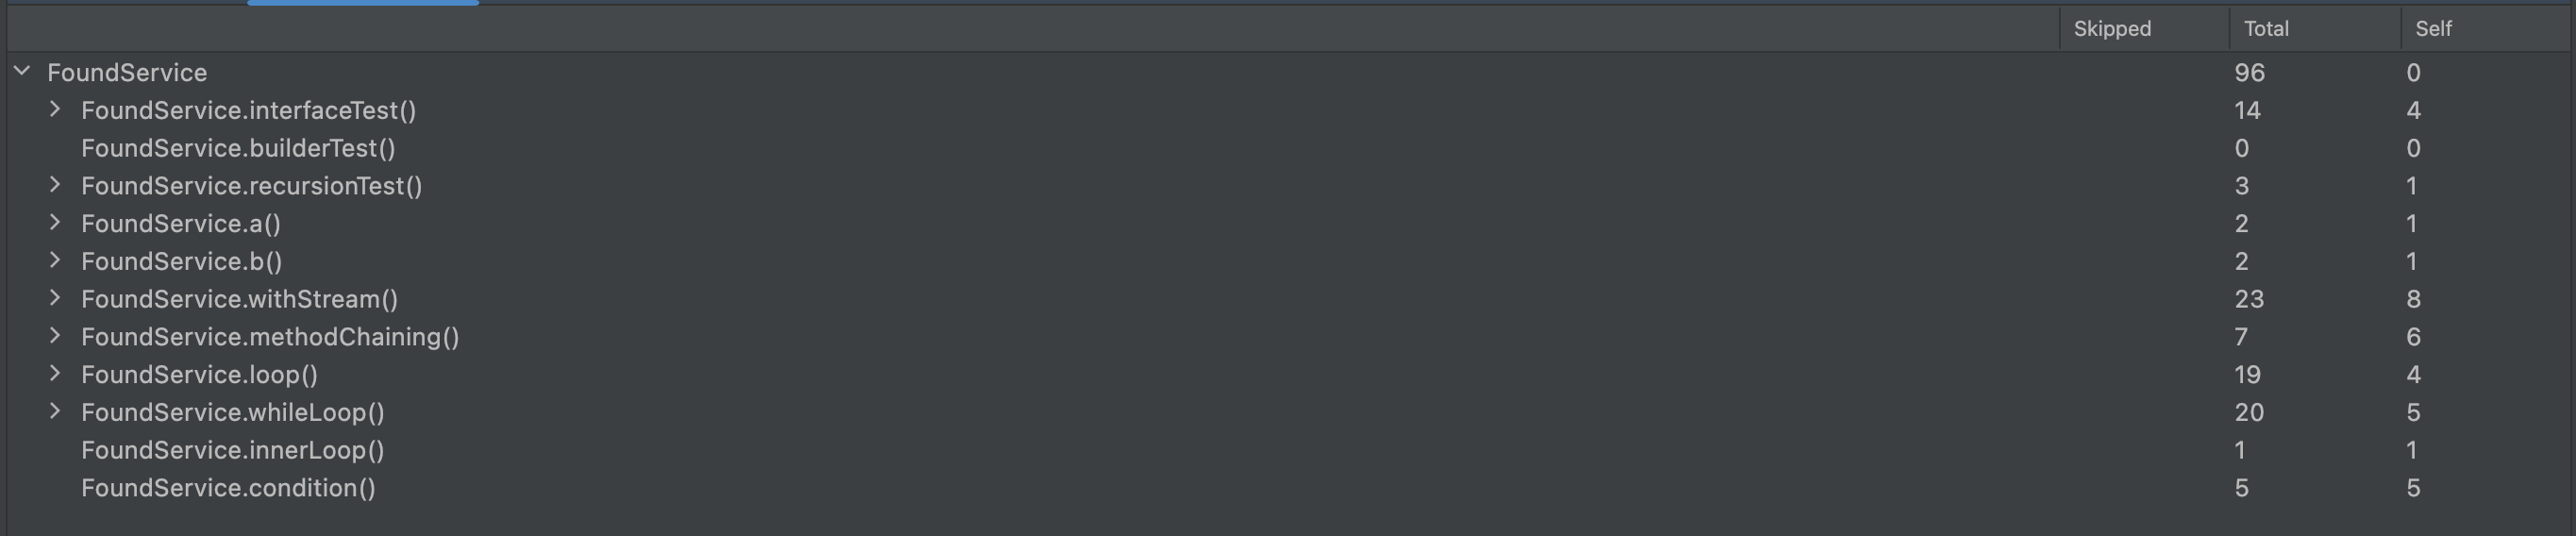 Skipped Total Self
FoundService 96 0
FoundService.interfaceTest() 14 4
FoundService.builderTest() 0 0
FoundService.recursionTest() 3 1
FoundService.a() 2 1
FoundService.b() 2 1
FoundService.withStream() 23 8
FoundService.methodChaining() 7 6
FoundService.loop() 19 4
FoundService.whileLoop() 20 5
FoundService.innerLoop() 1 1
FoundService.condition() 5 5